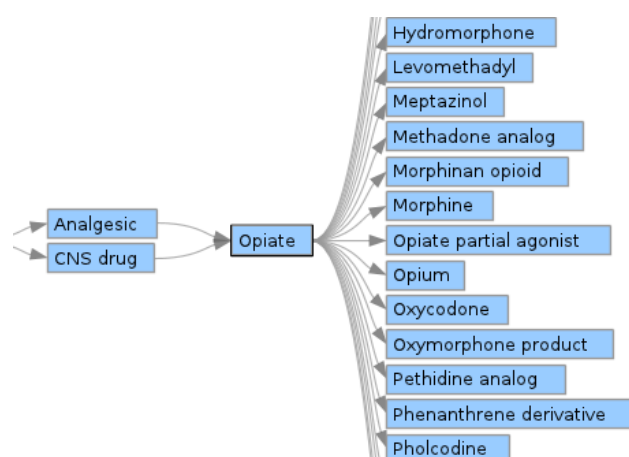 Hydromorphone
Levomethadyl
Meptazinol
Methadone analog
Morphinan opioid
Morphine
Analgesic
Opiate
Opiate partial agonist
CNS drug
Opium
Oxycodone
Oxymorphone product
Pethidine analog
Phenanthrene derivative
Pholcodine